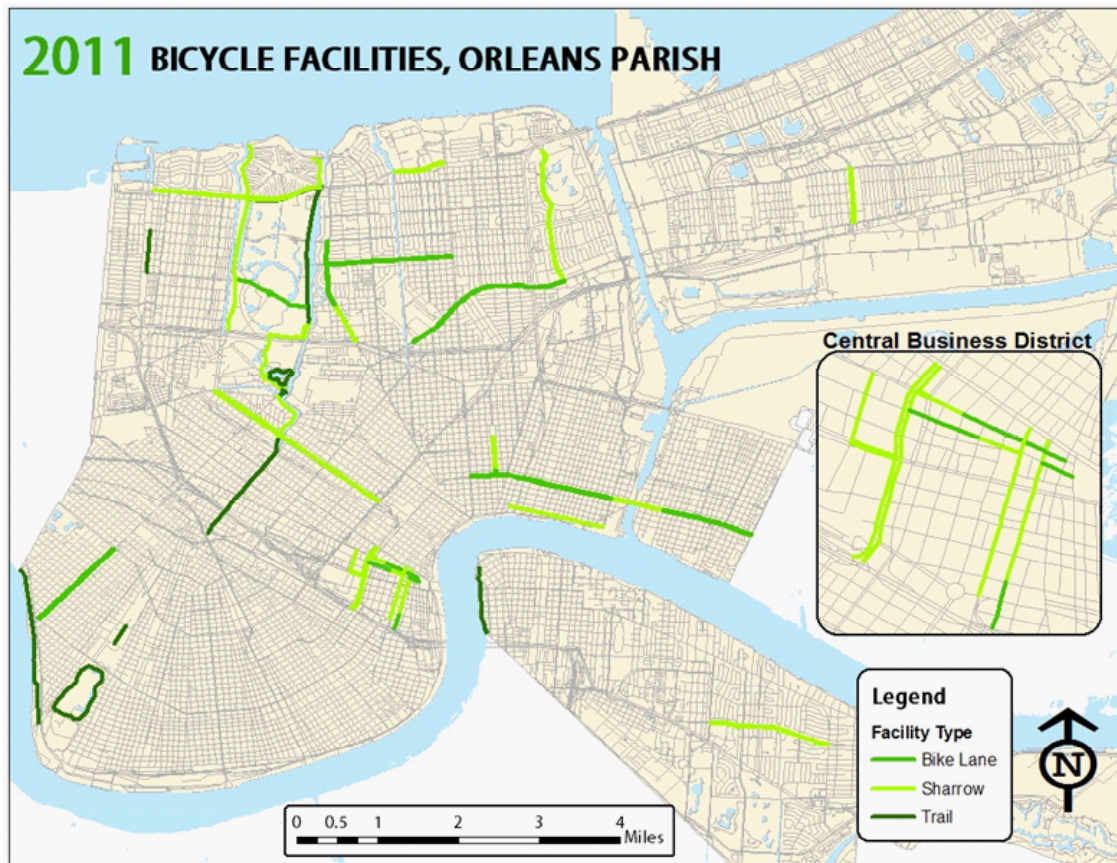 2011 BICYCLE FACILITIES, ORLEANS PARISH
Central Business District
Legend
Facility Type
Bike Lane
Sharrow
Trail
N
0 0.5 1 2 3 4
Miles